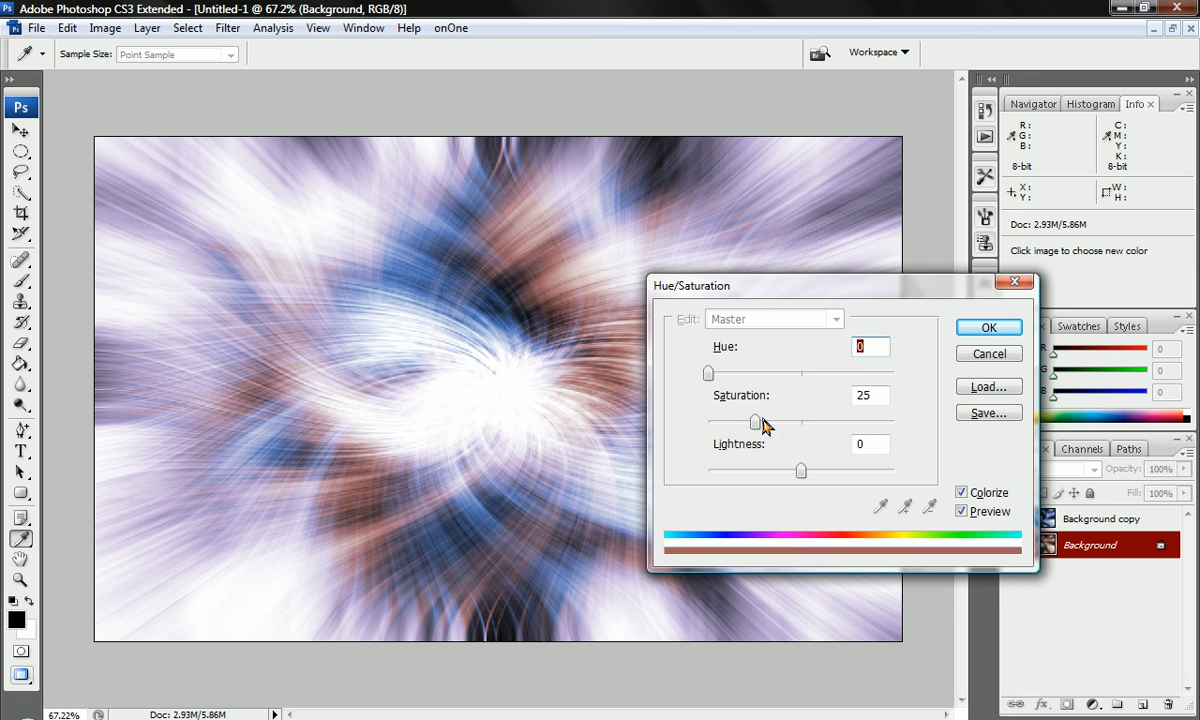 Ps Adobe Photoshop CS3 Extended - [Untitled-1 @ 67.2% (Background, RGB/8)]
Ps File Edit Image Layer Select Filter Analysis View Window Help onOne
Sample Size: Point Sample Workspace
Ps
Navigator Histogram Info
R: C:
G: M:
B: Y:
K:
8-bit 8-bit
X: W:
Y: H:
Doc: 2.93M/5.86M
Click image to choose new color
Swatches Styles
R 0
G 0
B 0
Channels Paths
Opacity: 100%
Fill: 100%
Background copy
Background
Hue/Saturation
Edit: Master
Hue: 0
Saturation: 25
Lightness: 0
OK
Cancel
Load...
Save...
Colorize
Preview
T
67.22% Doc: 2.93M/5.86M
fx